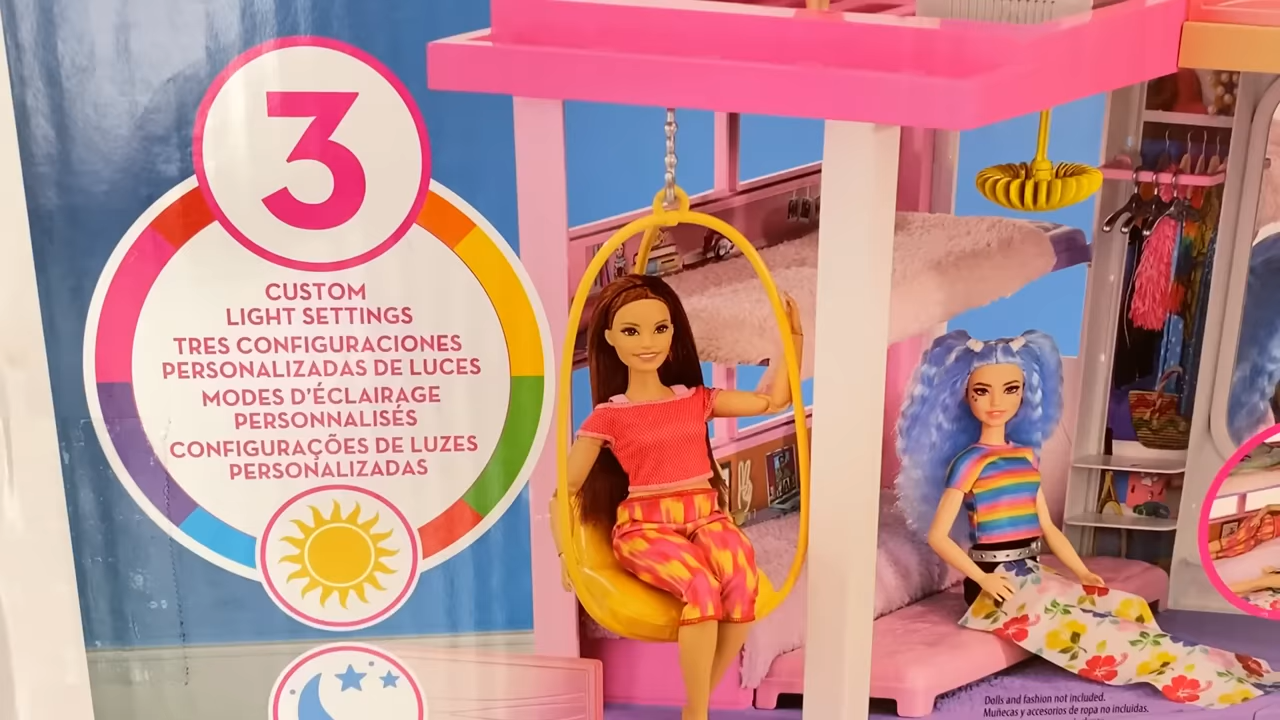 3
CUSTOM
LIGHT SETTINGS
TRES CONFIGURACIONES
PERSONALIZADAS DE LUCES
MODES D'ÉCLAIRAGE
PERSONNALISÉS
CONFIGURAÇÕES DE LUZES
PERSONALIZADAS
Dolls and fashion not included.
Muñecas y accesorios de ropa no incluidas.